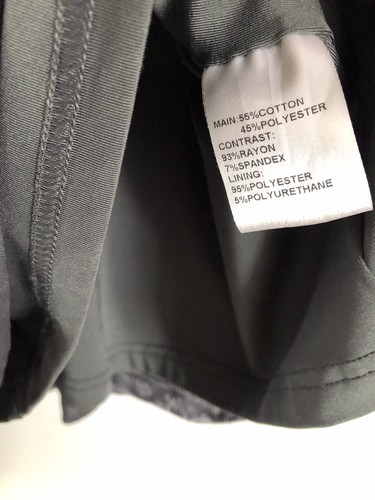 MAIN:55%COTTON
45%POLYESTER
CONTRAST:
93%RAYON
7%SPANDEX
LINING:
95%POLYESTER
5%POLYURETHANE